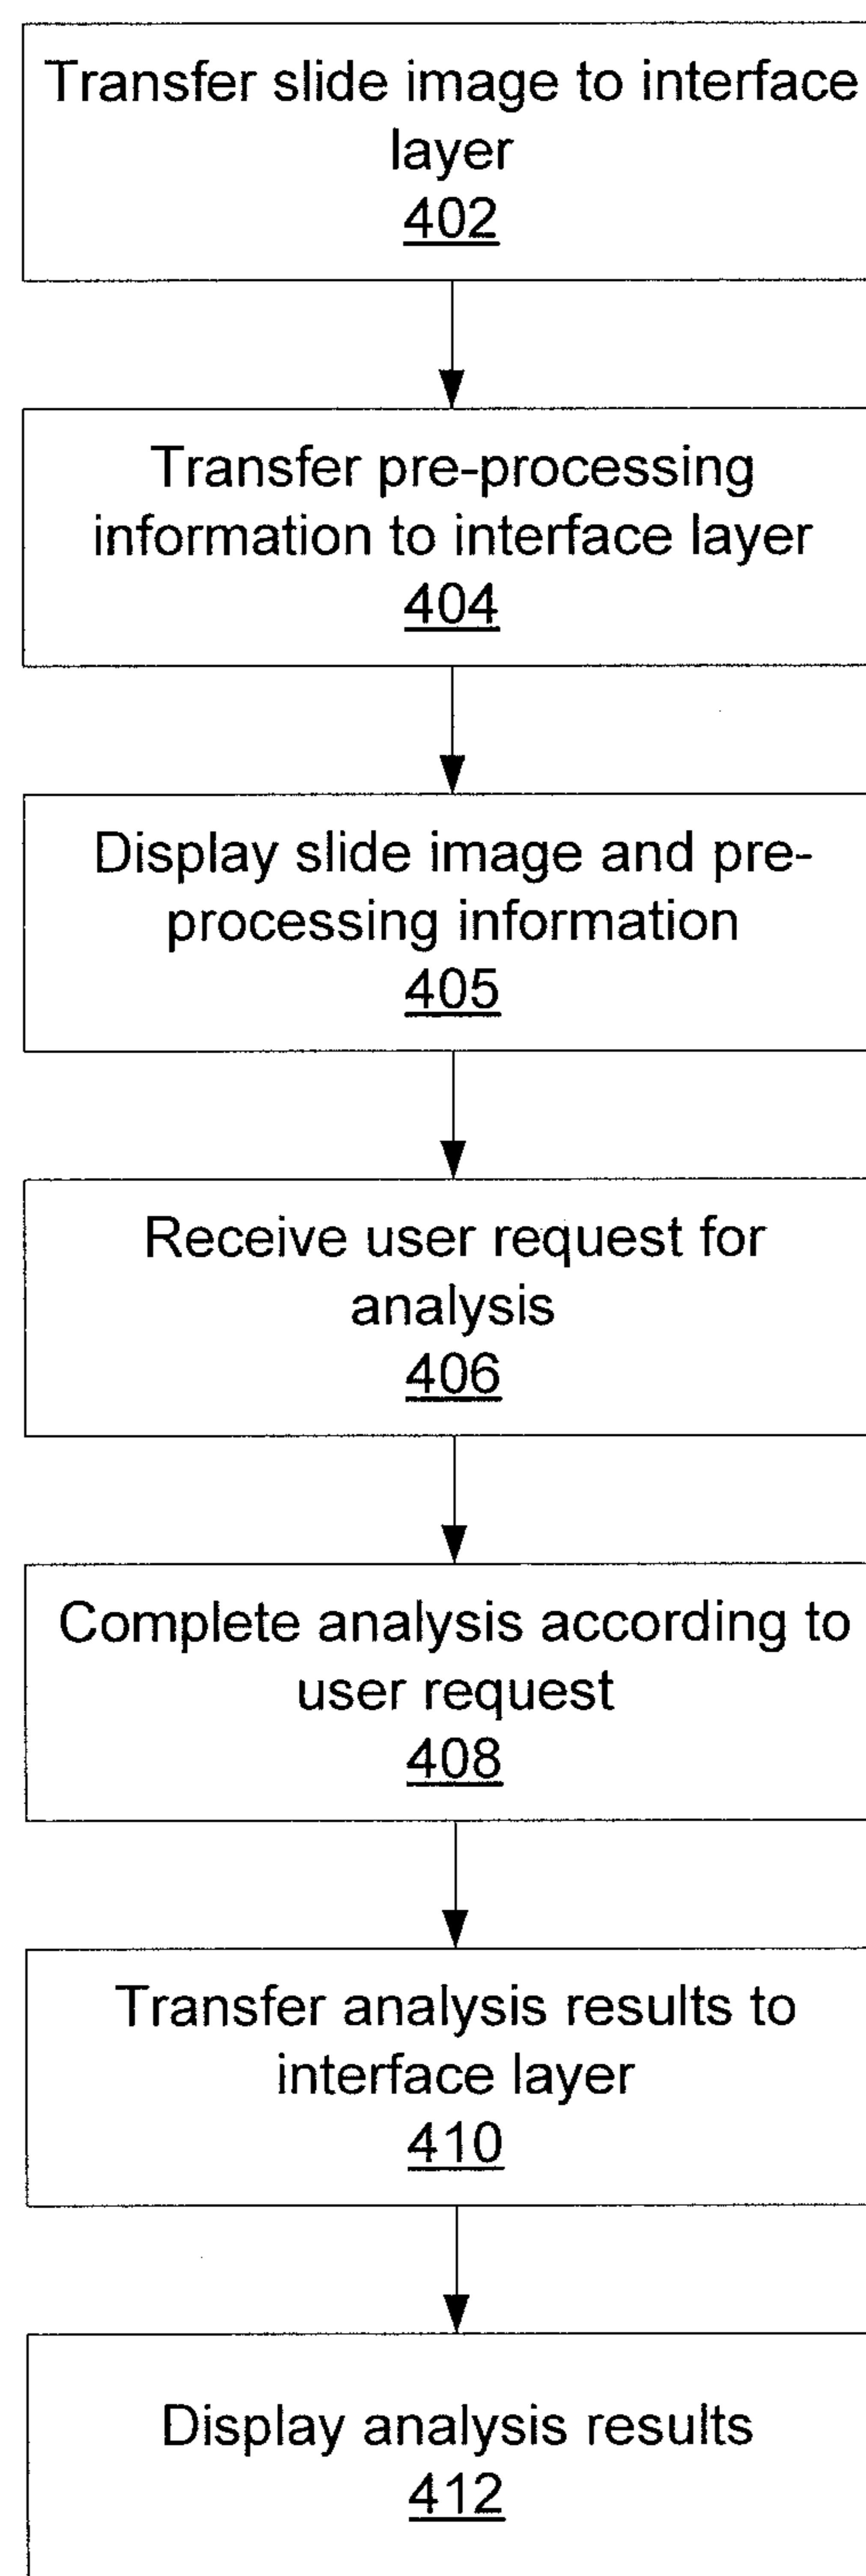 Transfer slide image to interface
layer
402
Transfer pre-processing
information to interface layer
404
Display slide image and pre-
processing information
405
Receive user request for
analysis
406
Complete analysis according to
user request
408
Transfer analysis results to
interface layer
410
Display analysis results
412